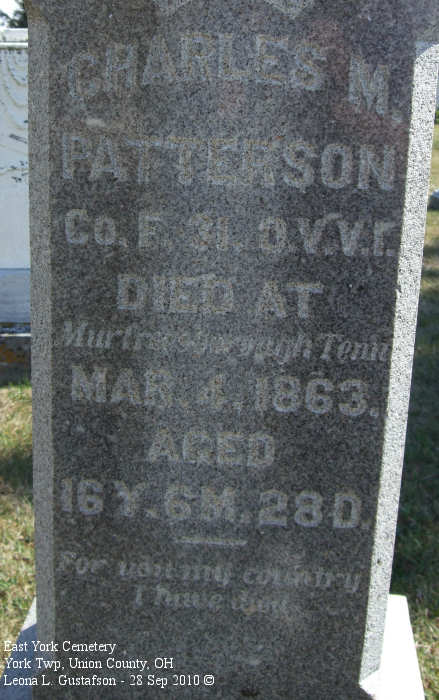 CHARLES M.
PATTERSON
Co. F. 31. O.V.V.I.
DIED AT
Murfreesborough Tenn
MAR. 4. 1863.
AGED
16 Y. 6 M. 28 D.
For you my country
I have died
East York Cemetery
York Twp, Union County, OH
Leona L. Gustafson - 28 Sep 2010 ©